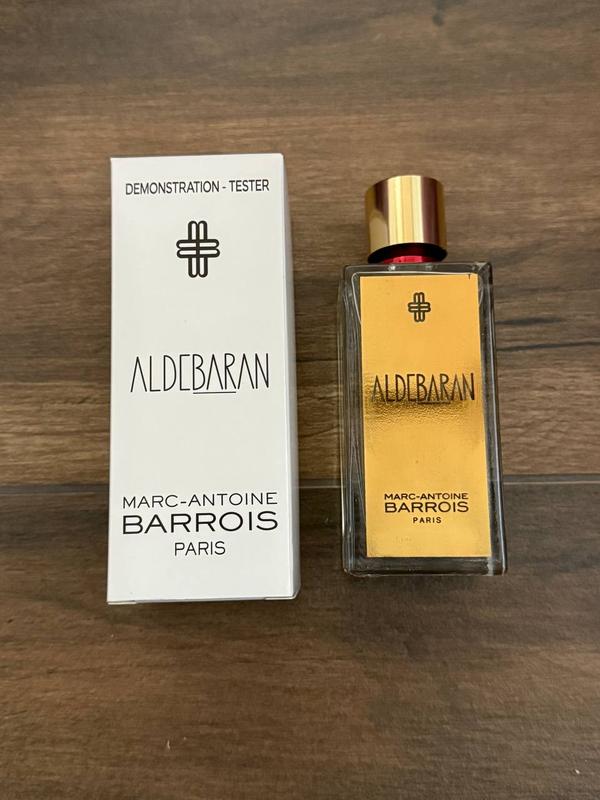 DEMONSTRATION - TESTER
ALDEBARAN
MARC-ANTOINE
BARROIS
PARIS
ALDEBARAN
MARC-ANTOINE
BARROIS
PARIS